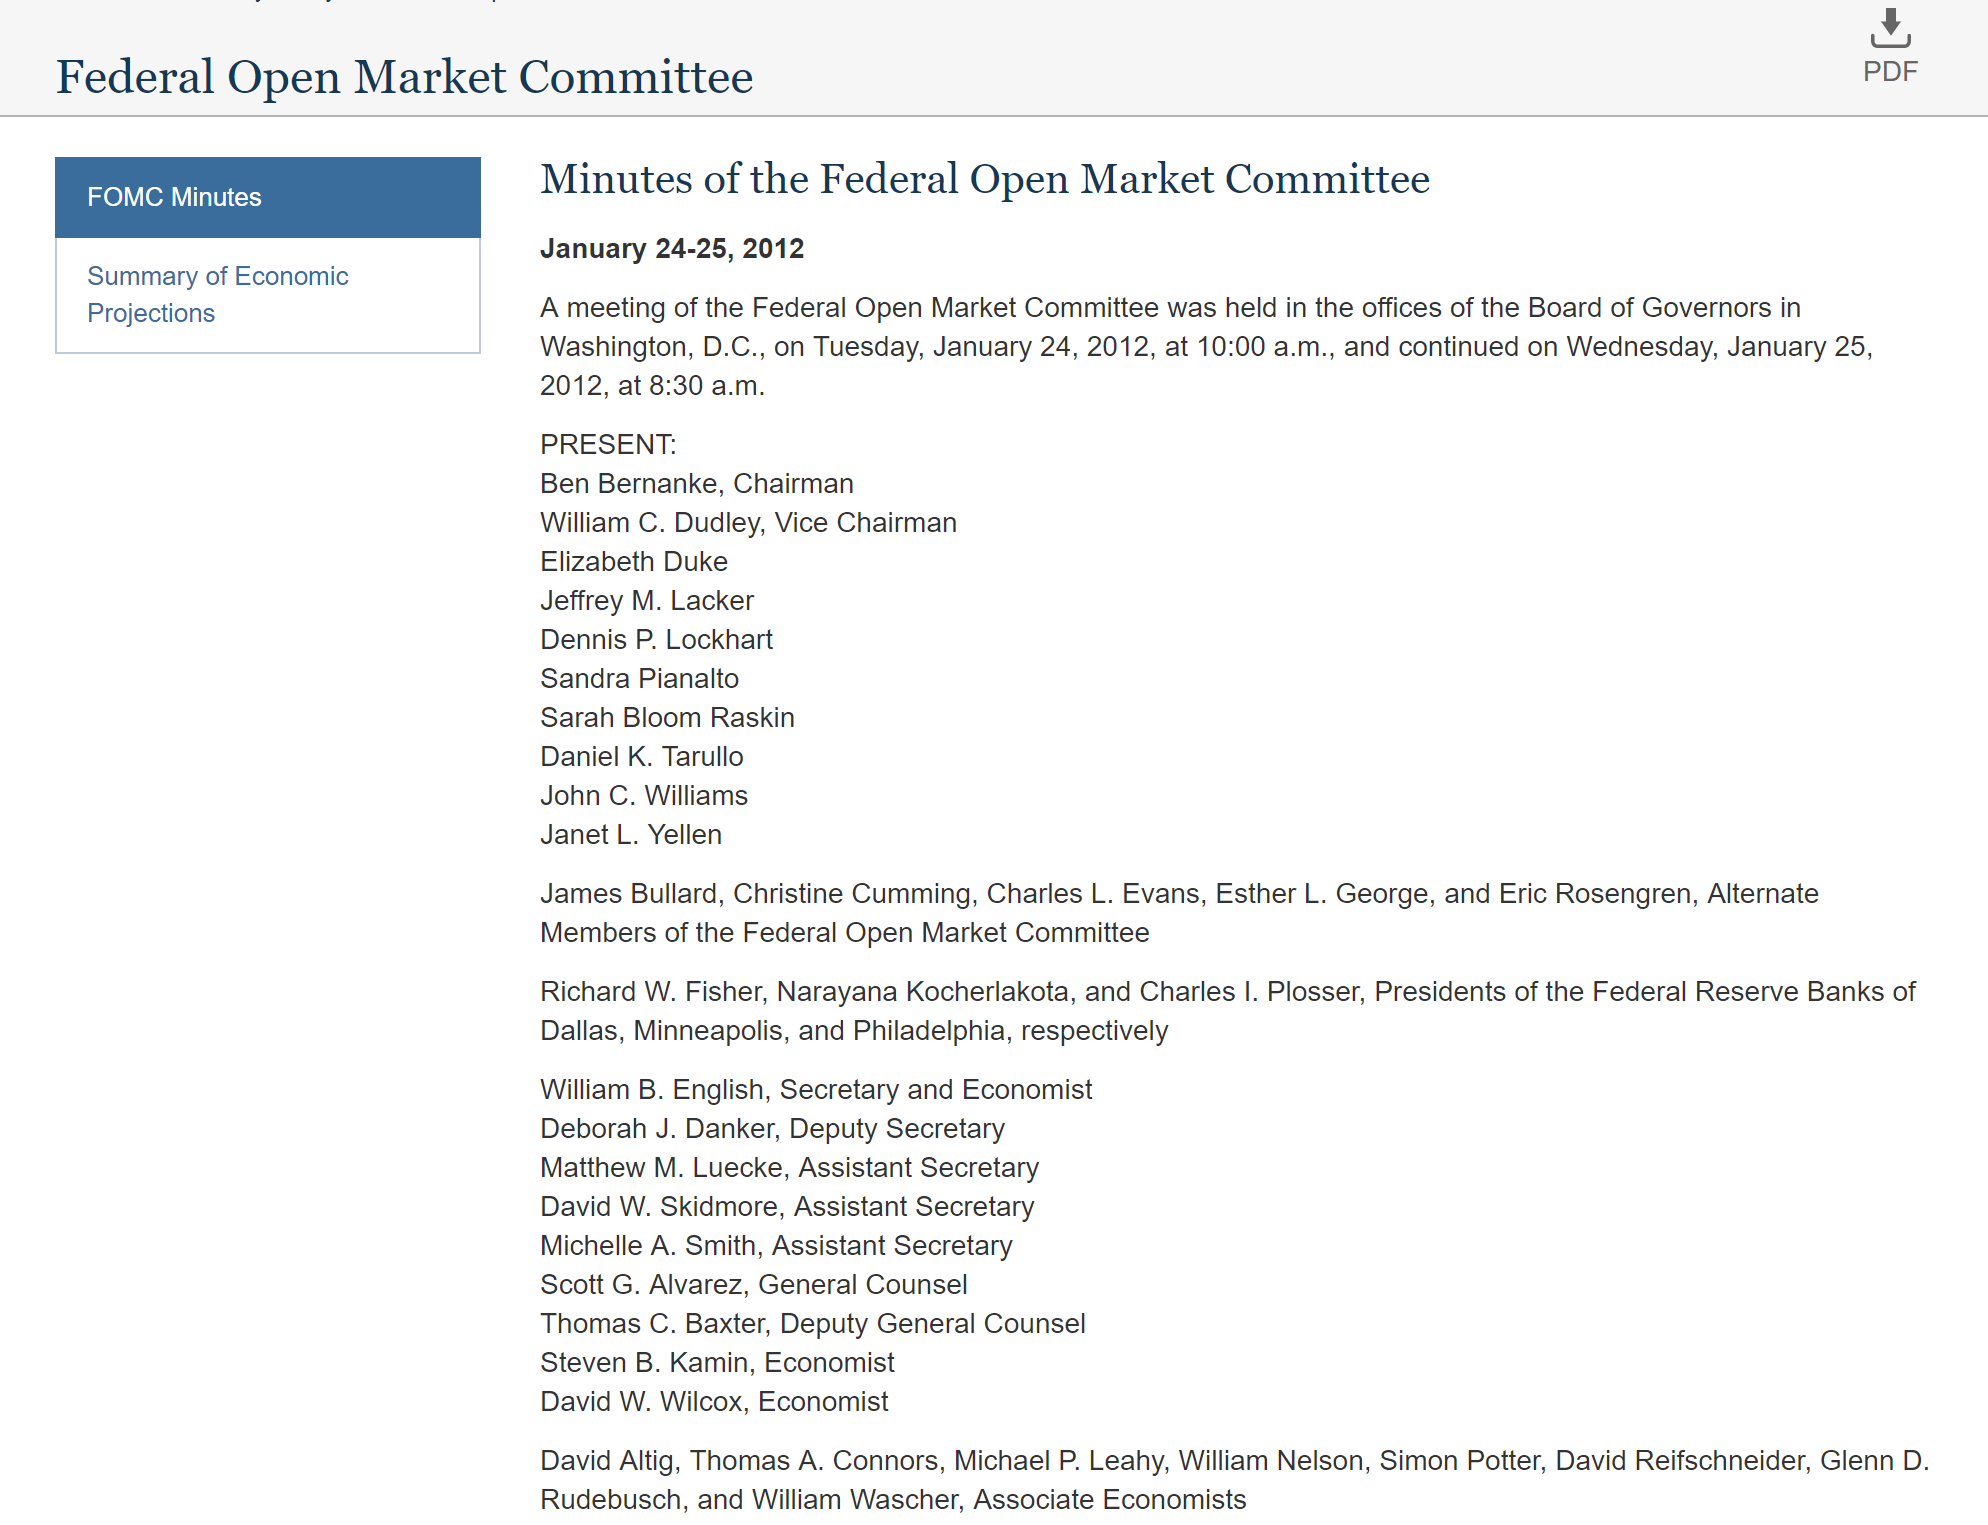 Federal Open Market Committee
PDF
FOMC Minutes
Summary of Economic
Projections
Minutes of the Federal Open Market Committee
January 24-25, 2012
A meeting of the Federal Open Market Committee was held in the offices of the Board of Governors in
Washington, D.C., on Tuesday, January 24, 2012, at 10:00 a.m., and continued on Wednesday, January 25,
2012, at 8:30 a.m.
PRESENT:
Ben Bernanke, Chairman
William C. Dudley, Vice Chairman
Elizabeth Duke
Jeffrey M. Lacker
Dennis P. Lockhart
Sandra Pianalto
Sarah Bloom Raskin
Daniel K. Tarullo
John C. Williams
Janet L. Yellen
James Bullard, Christine Cumming, Charles L. Evans, Esther L. George, and Eric Rosengren, Alternate
Members of the Federal Open Market Committee
Richard W. Fisher, Narayana Kocherlakota, and Charles I. Plosser, Presidents of the Federal Reserve Banks of
Dallas, Minneapolis, and Philadelphia, respectively
William B. English, Secretary and Economist
Deborah J. Danker, Deputy Secretary
Matthew M. Luecke, Assistant Secretary
David W. Skidmore, Assistant Secretary
Michelle A. Smith, Assistant Secretary
Scott G. Alvarez, General Counsel
Thomas C. Baxter, Deputy General Counsel
Steven B. Kamin, Economist
David W. Wilcox, Economist
David Altig, Thomas A. Connors, Michael P. Leahy, William Nelson, Simon Potter, David Reifschneider, Glenn D.
Rudebusch, and William Wascher, Associate Economists